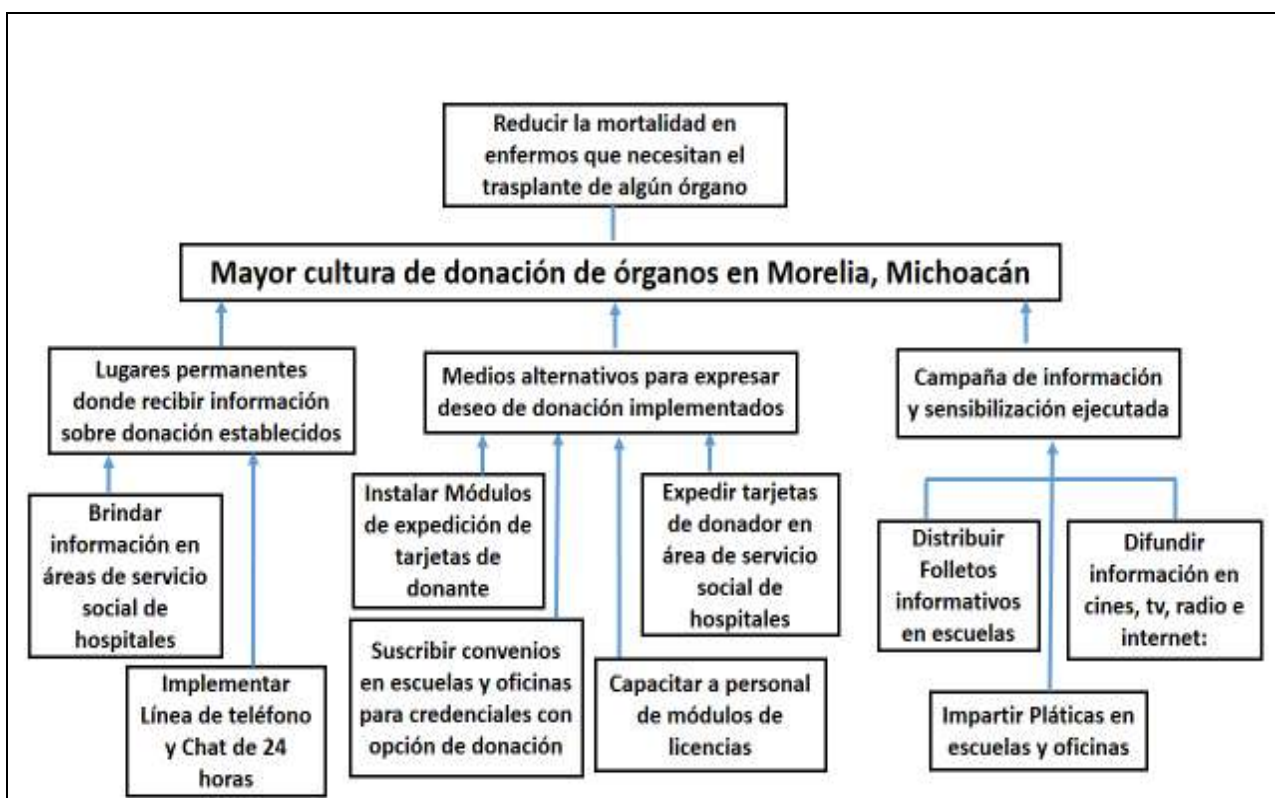 Reducir la mortalidad en
enfermos que necesitan el
trasplante de algún órgano
Mayor cultura de donación de órganos en Morelia, Michoacán
Lugares permanentes
donde recibir información
sobre donación establecidos
Medios alternativos para expresar
deseo de donación implementados
Campaña de información
y sensibilización ejecutada
Brindar
información en
áreas de servicio
social de
hospitales
Implementar
Línea de teléfono
y Chat de 24
horas
Instalar Módulos
de expedición de
tarjetas de
donante
Suscribir convenios
en escuelas y oficinas
para credenciales con
opción de donación
Capacitar a personal
de módulos de
licencias
Expedir tarjetas
de donador en
área de servicio
social de
hospitales
Distribuir
Folletos
informativos
en escuelas
Impartir Pláticas en
escuelas y oficinas
Difundir
información en
cines, tv, radio e
internet: